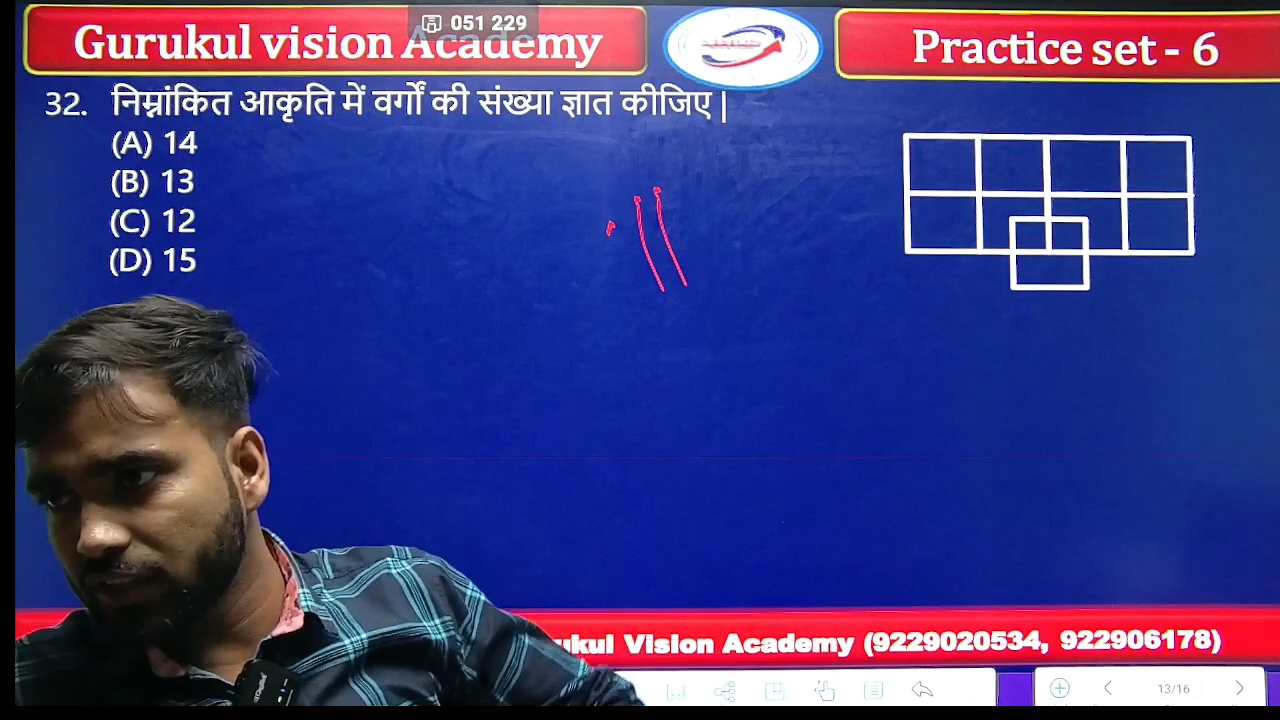 051 229
Gurukul vision Academy
Practice set - 6
32. निम्नांकित आकृति में वर्गों की संख्या ज्ञात कीजिए |
(A) 14
(B) 13
(C) 12
(D) 15
Vision Academy (9229020534, 922906178)
13/16